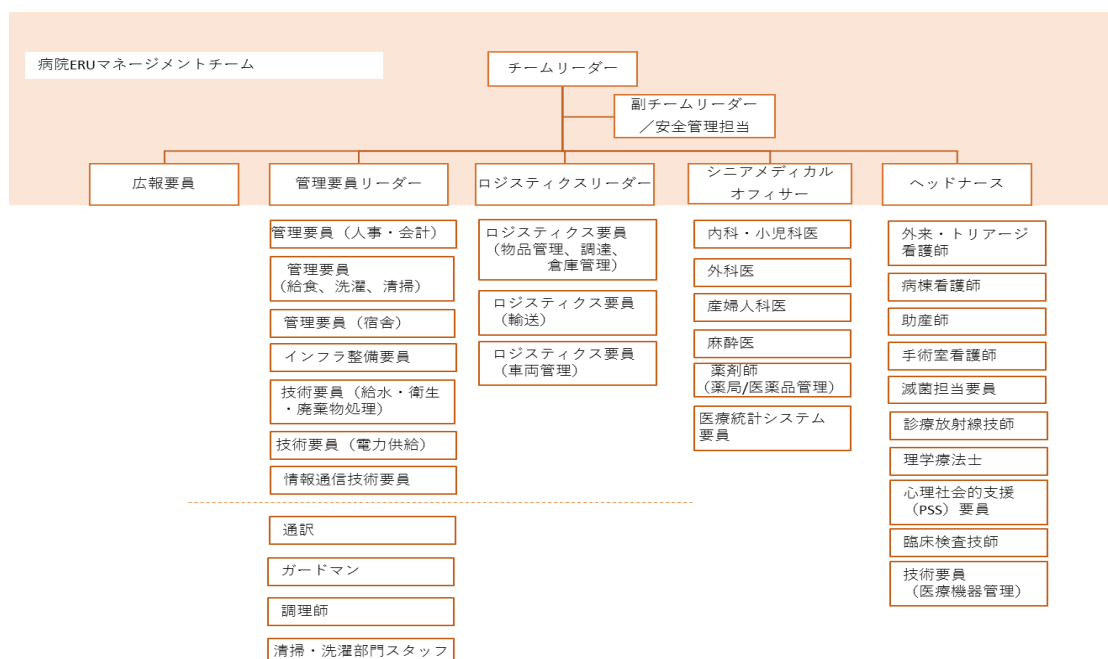 病院ERUマネージメントチーム
チームリーダー
副チームリーダー
／安全管理担当
広報要員
管理要員リーダー
ロジスティクスリーダー
シニアメディカル
オフィサー
ヘッドナース
管理要員（人事・会計）
管理要員
（給食、洗濯、清掃）
管理要員（宿舎）
インフラ整備要員
技術要員（給水・衛生
・廃棄物処理）
技術要員（電力供給）
情報通信技術要員
通訳
ガードマン
調理師
清掃・洗濯部門スタッフ
ロジスティクス要員
（物品管理、調達、
倉庫管理）
ロジスティクス要員
（輸送）
ロジスティクス要員
（車両管理）
内科・小児科医
外科医
産婦人科医
麻酔医
薬剤師
（薬局/医薬品管理）
医療統計システム
要員
外来・トリアージ
看護師
病棟看護師
助産師
手術室看護師
滅菌担当要員
診療放射線技師
理学療法士
心理社会的支援
（PSS）要員
臨床検査技師
技術要員
（医療機器管理）